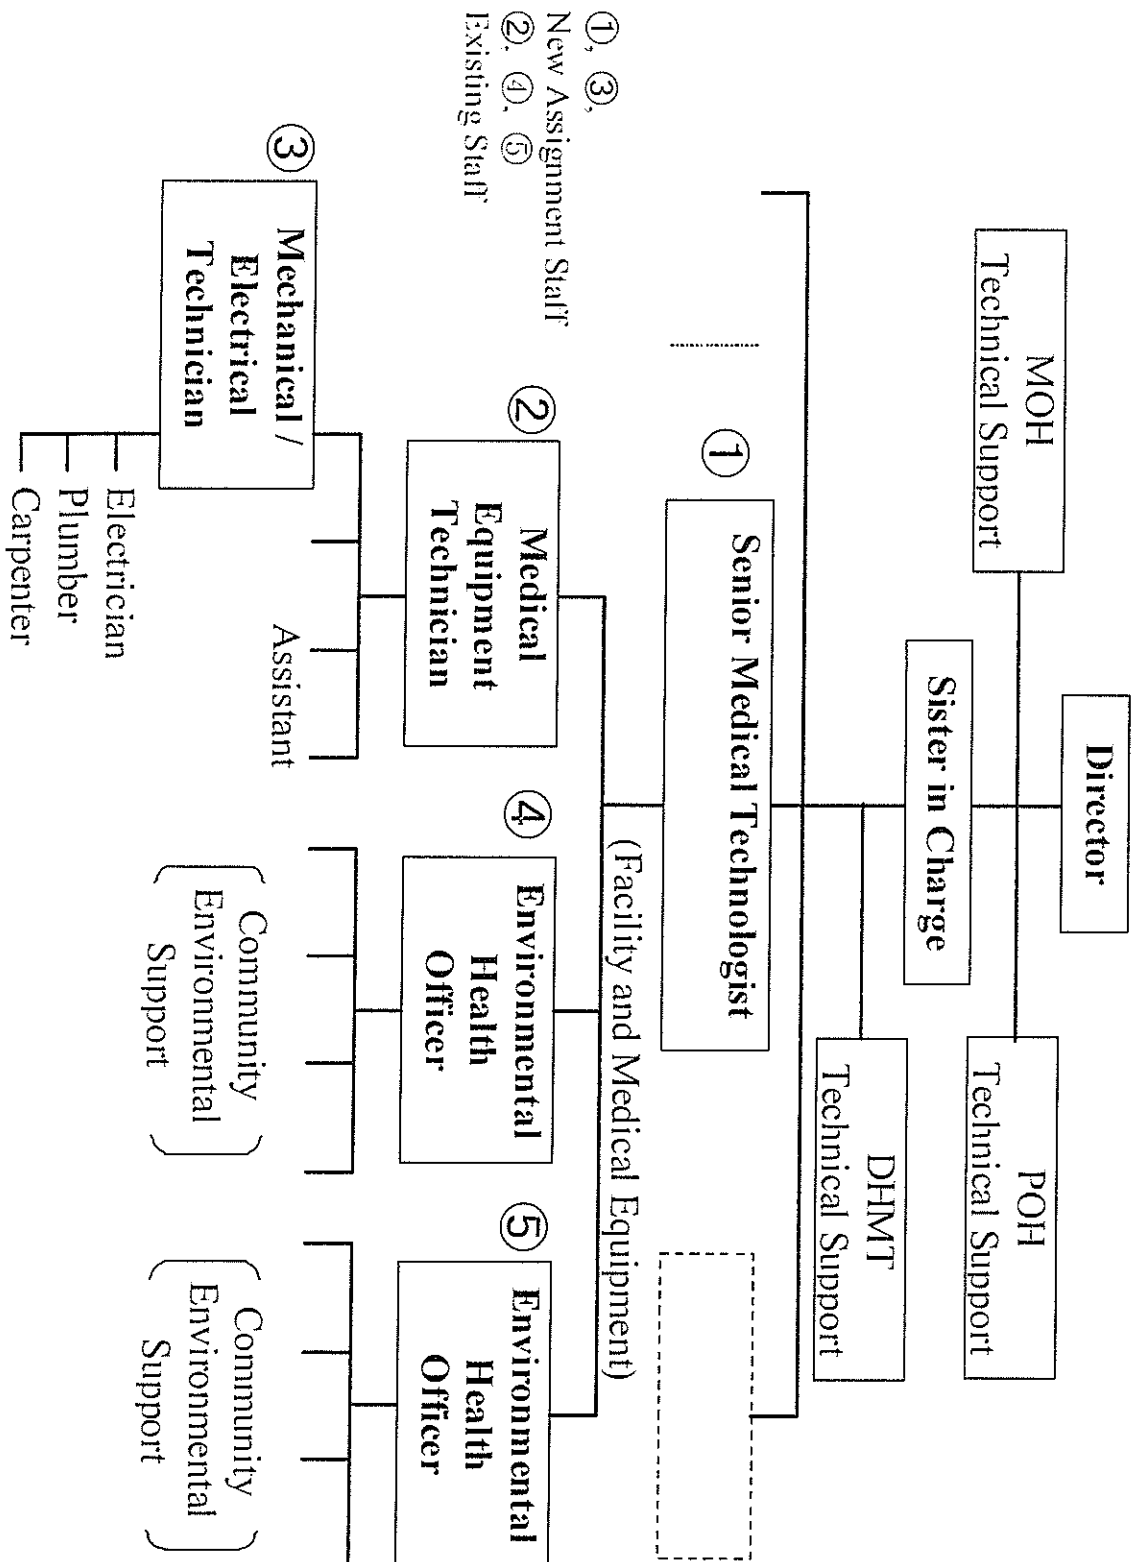 Director
MOH
Technical Support
POH
Technical Support
Sister in Charge
DHMT
Technical Support
①
Senior Medical Technologist
(Facility and Medical Equipment)
①, ③,
New Assignment Staff
②, ④, ⑤
Existing Staff
②
Medical
Equipment
Technician
④
Environmental
Health
Officer
⑤
Environmental
Health
Officer
③
Mechanical /
Electrical
Technician
Assistant
Community
Environmental
Support
Community
Environmental
Support
Electrician
Plumber
Carpenter